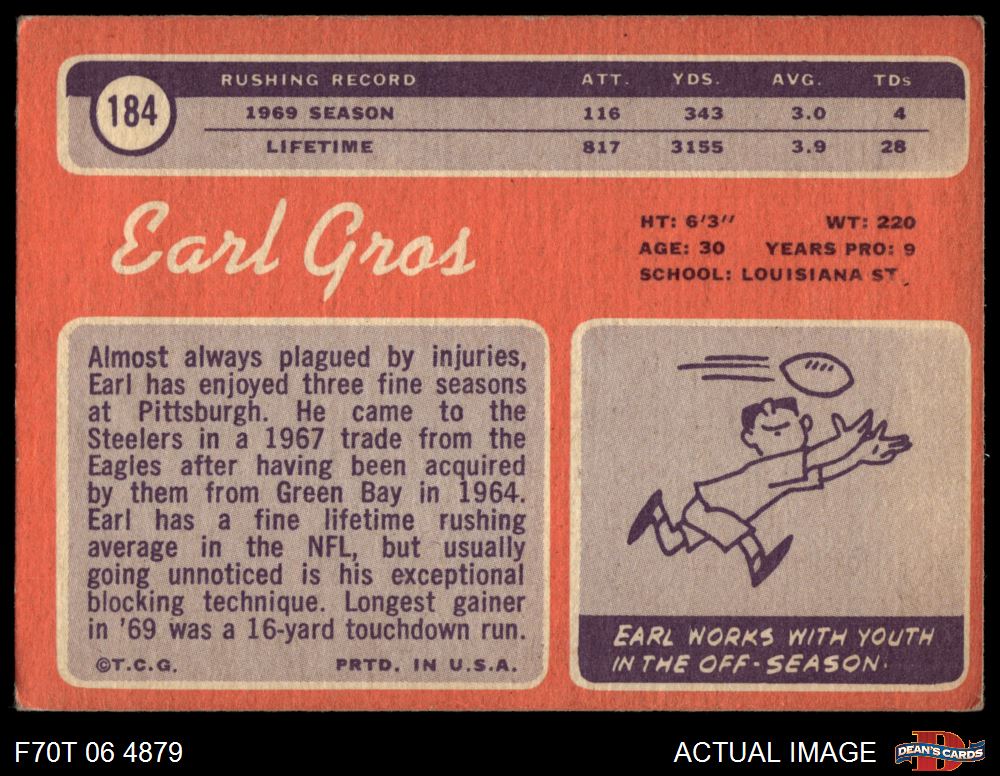 184
RUSHING RECORD ATT. YDS. AVG. TDs
1969 SEASON 116 343 3.0 4
LIFETIME 817 3155 3.9 28
Earl Gros
HT: 6'3" WT: 220
AGE: 30 YEARS PRO: 9
SCHOOL: LOUISIANA ST.
Almost always plagued by injuries,
Earl has enjoyed three fine seasons
at Pittsburgh. He came to the
Steelers in a 1967 trade from the
Eagles after having been acquired
by them from Green Bay in 1964.
Earl has a fine lifetime rushing
average in the NFL, but usually
going unnoticed is his exceptional
blocking technique. Longest gainer
in '69 was a 16-yard touchdown run.
©T.C.G. PRTD. IN U.S.A.
EARL WORKS WITH YOUTH
IN THE OFF-SEASON.
F70T 06 4879 ACTUAL IMAGE
D
DEAN'S CARDS